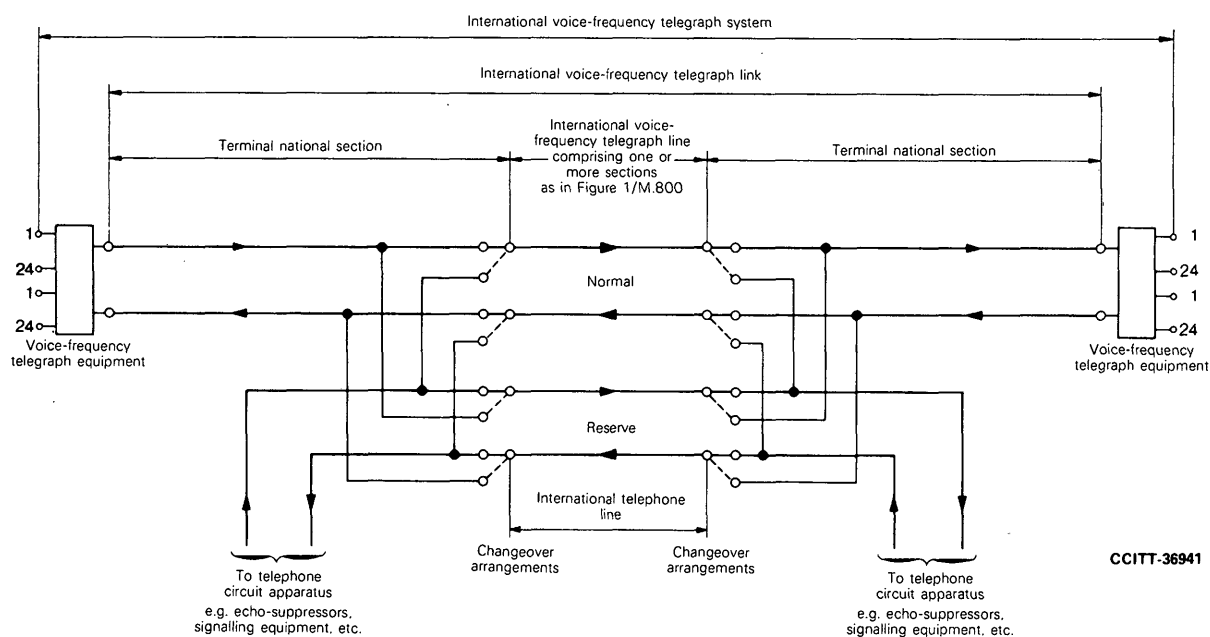 International voice-frequency telegraph system
International voice-frequency telegraph link
Terminal national section
International voice-
frequency telegraph line
comprising one or
more sections
as in Figure 1/M.800
Terminal national section
1
24
1
24
Voice-frequency
telegraph equipment
Normal
1
24
1
24
Voice-frequency
telegraph equipment
Reserve
International telephone
line
Changeover
arrangements
Changeover
arrangements
To telephone
circuit apparatus
e.g. echo-suppressors,
signalling equipment, etc.
To telephone
circuit apparatus
e.g. echo-suppressors,
signalling equipment, etc.
CCITT-36941